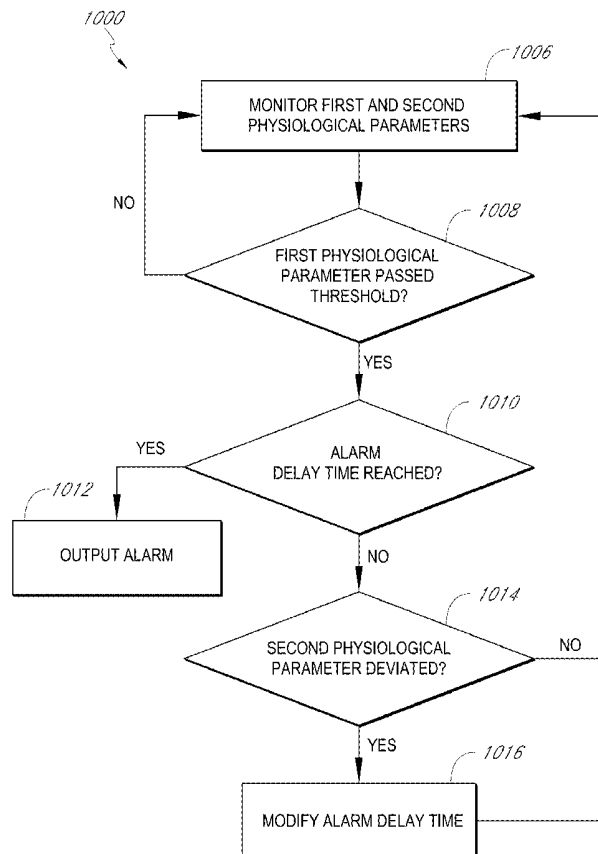 1000
1006
MONITOR FIRST AND SECOND
PHYSIOLOGICAL PARAMETERS
NO
1008
FIRST PHYSIOLOGICAL
PARAMETER PASSED
THRESHOLD?
YES
1010
ALARM
DELAY TIME REACHED?
YES
1012
OUTPUT ALARM
NO
1014
SECOND PHYSIOLOGICAL
PARAMETER DEVIATED?
NO
YES
1016
MODIFY ALARM DELAY TIME